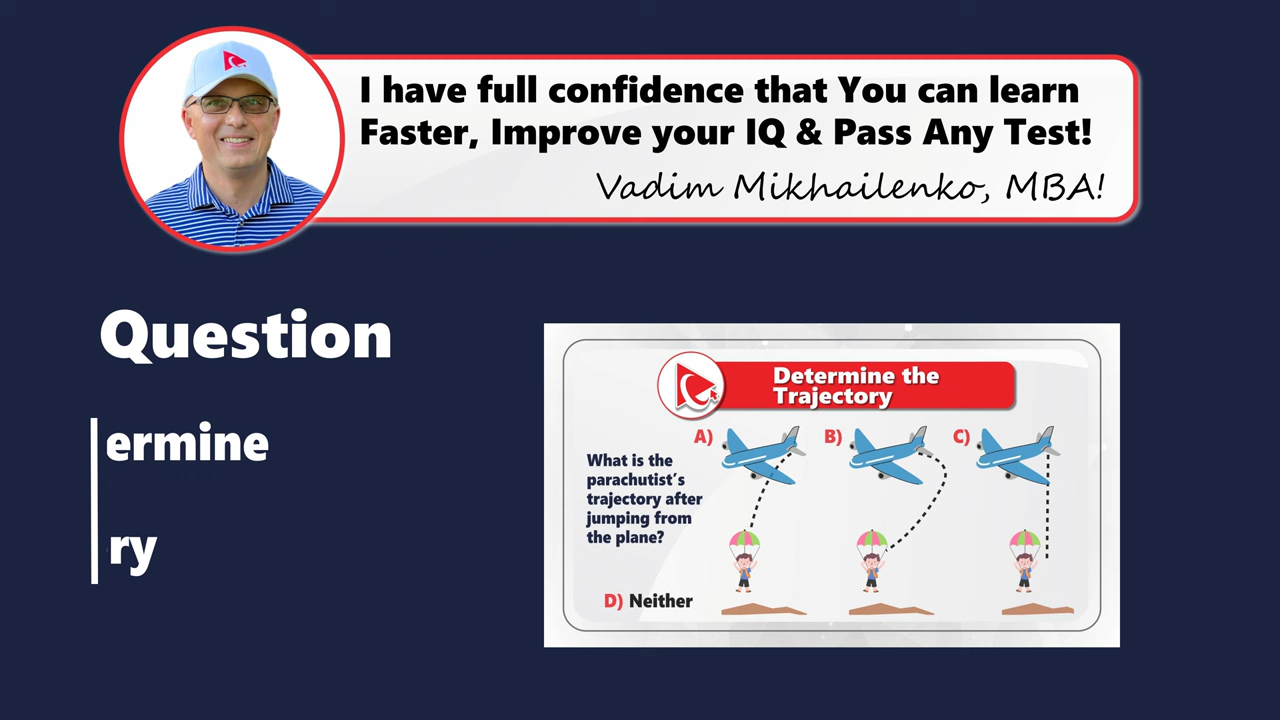 I have full confidence that You can learn
Faster, Improve your IQ & Pass Any Test!
Vadim Mikhailenko, MBA!
Question
ermine
ry
Determine the
Trajectory
A)
B)
C)
What is the
parachutist's
trajectory after
jumping from
the plane?
D) Neither